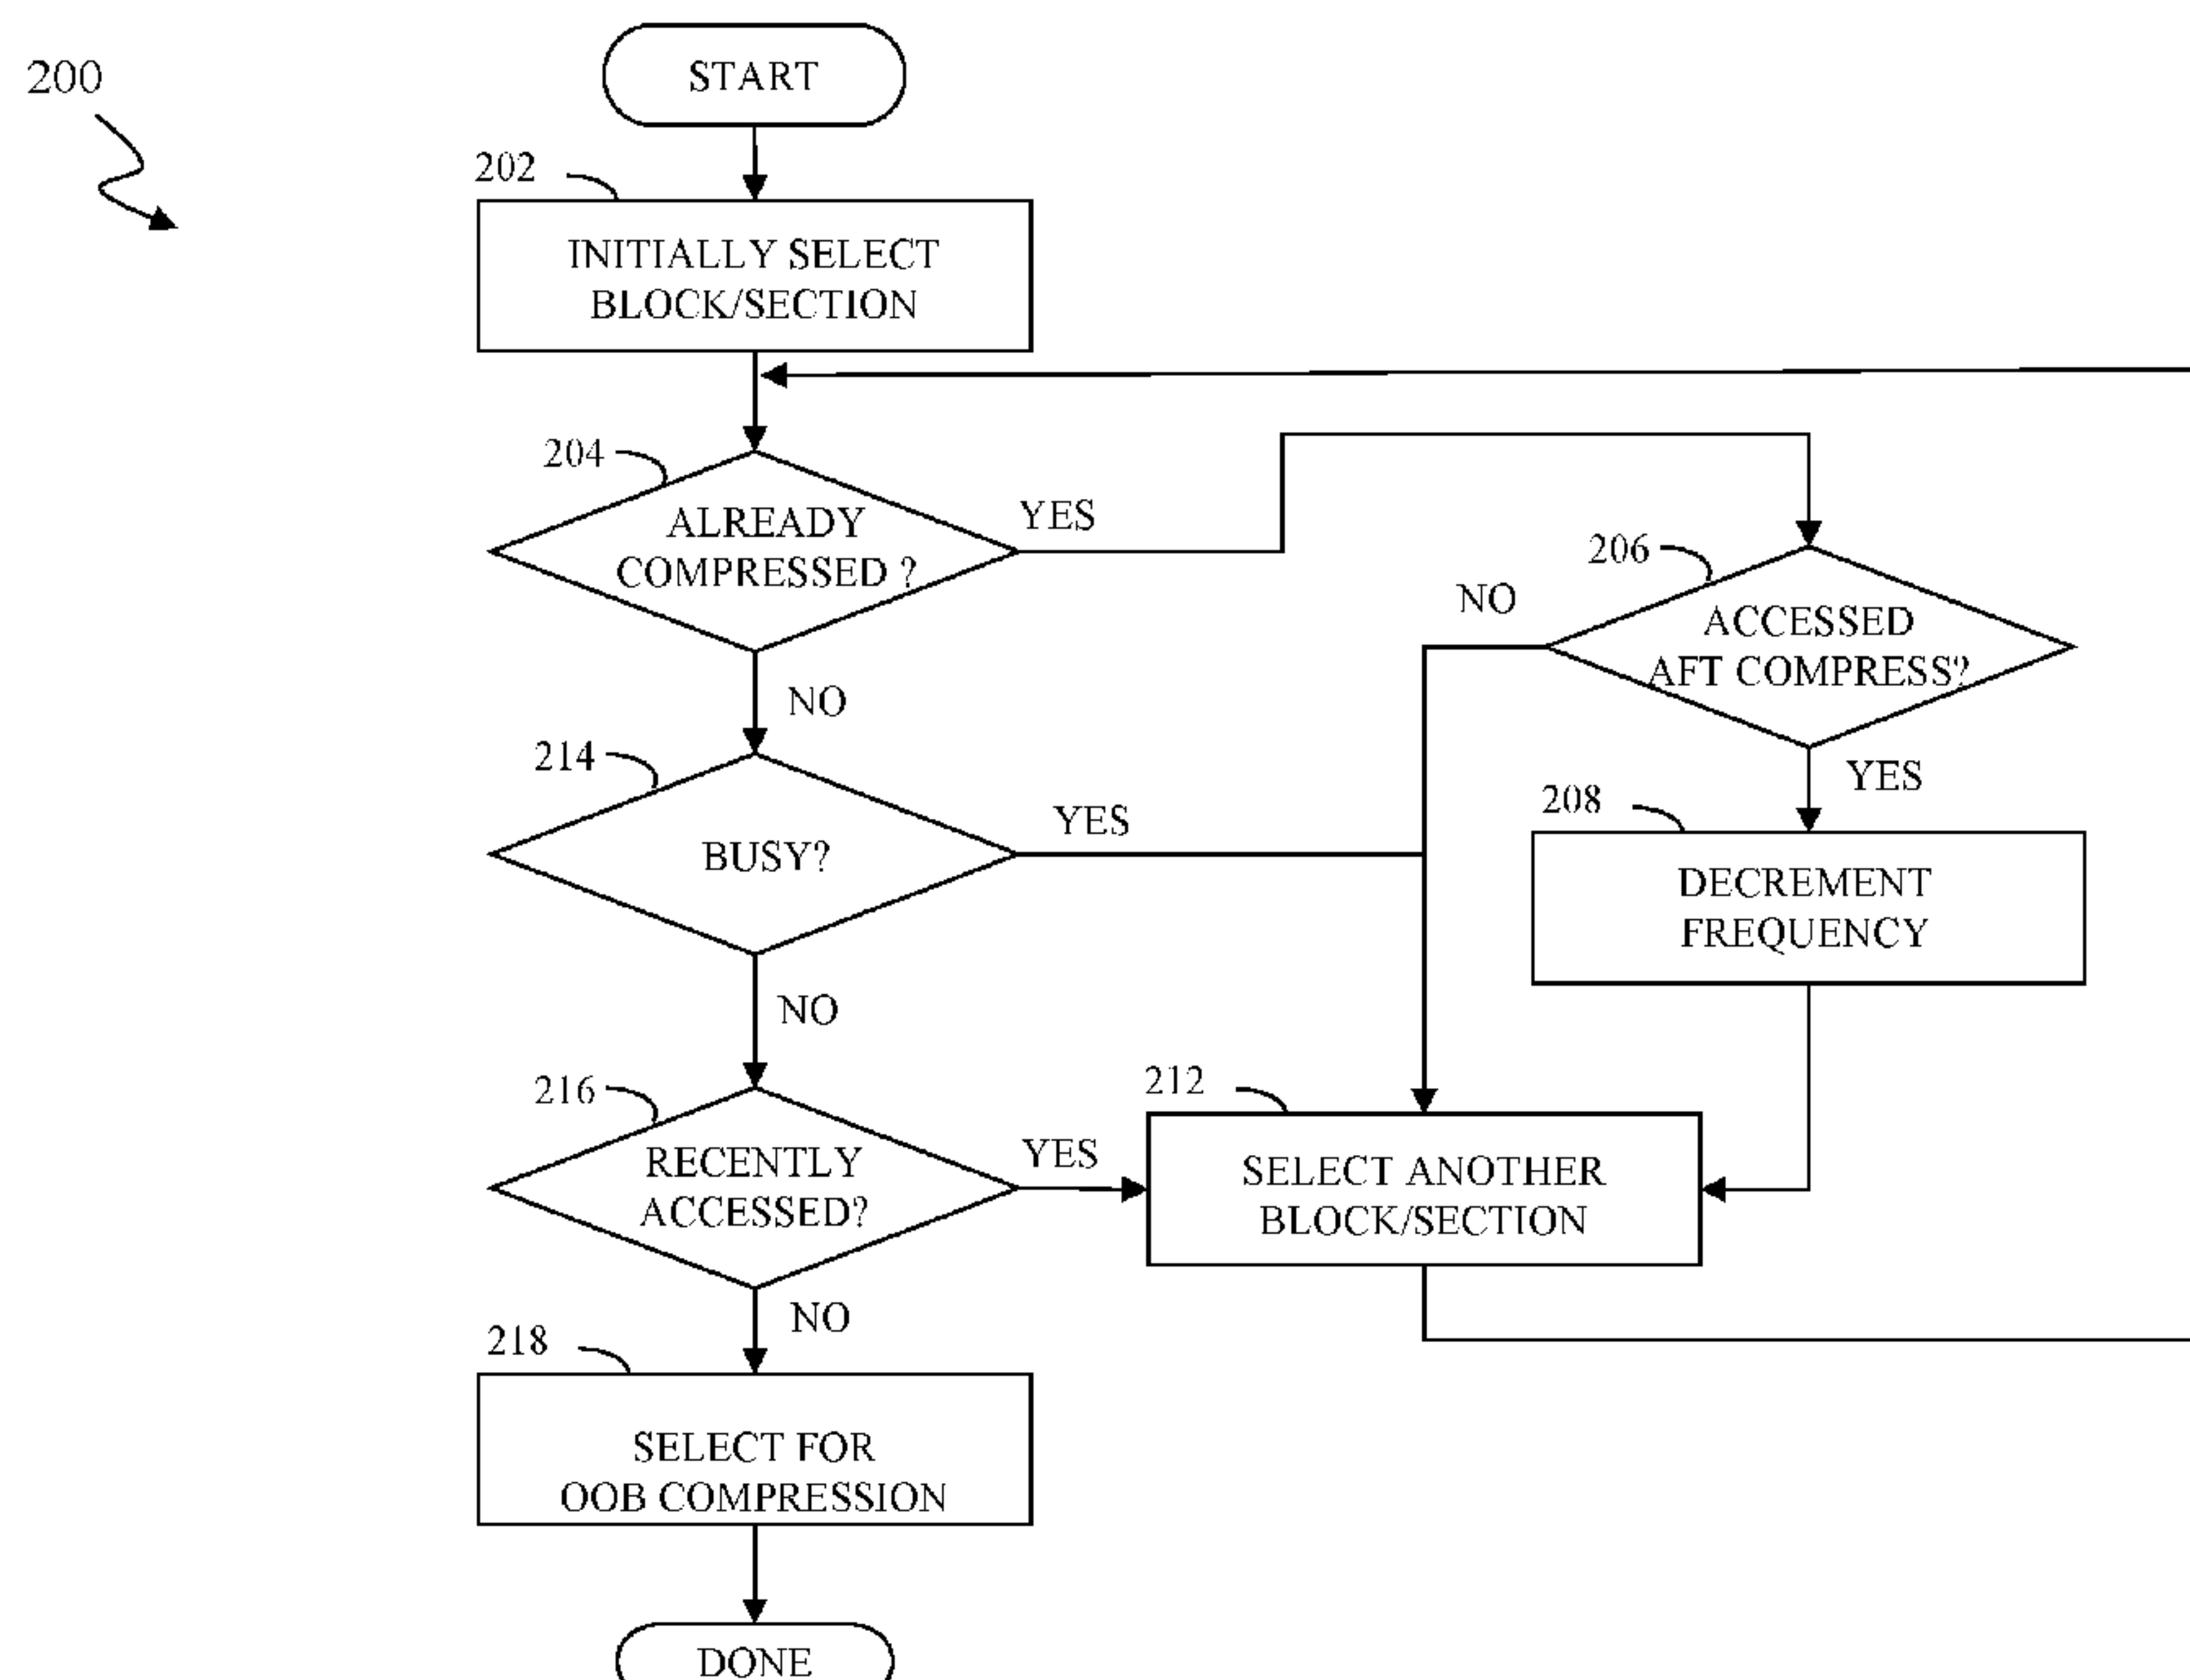 200
START
202
INITIALLY SELECT
BLOCK/SECTION
204
ALREADY
COMPRESSED ?
YES
206
NO
ACCESSED
AFT COMPRESS?
NO
YES
214
BUSY?
YES
208
DECREMENT
FREQUENCY
NO
216
RECENTLY
ACCESSED?
YES
212
SELECT ANOTHER
BLOCK/SECTION
NO
218
SELECT FOR
OOB COMPRESSION
DONE